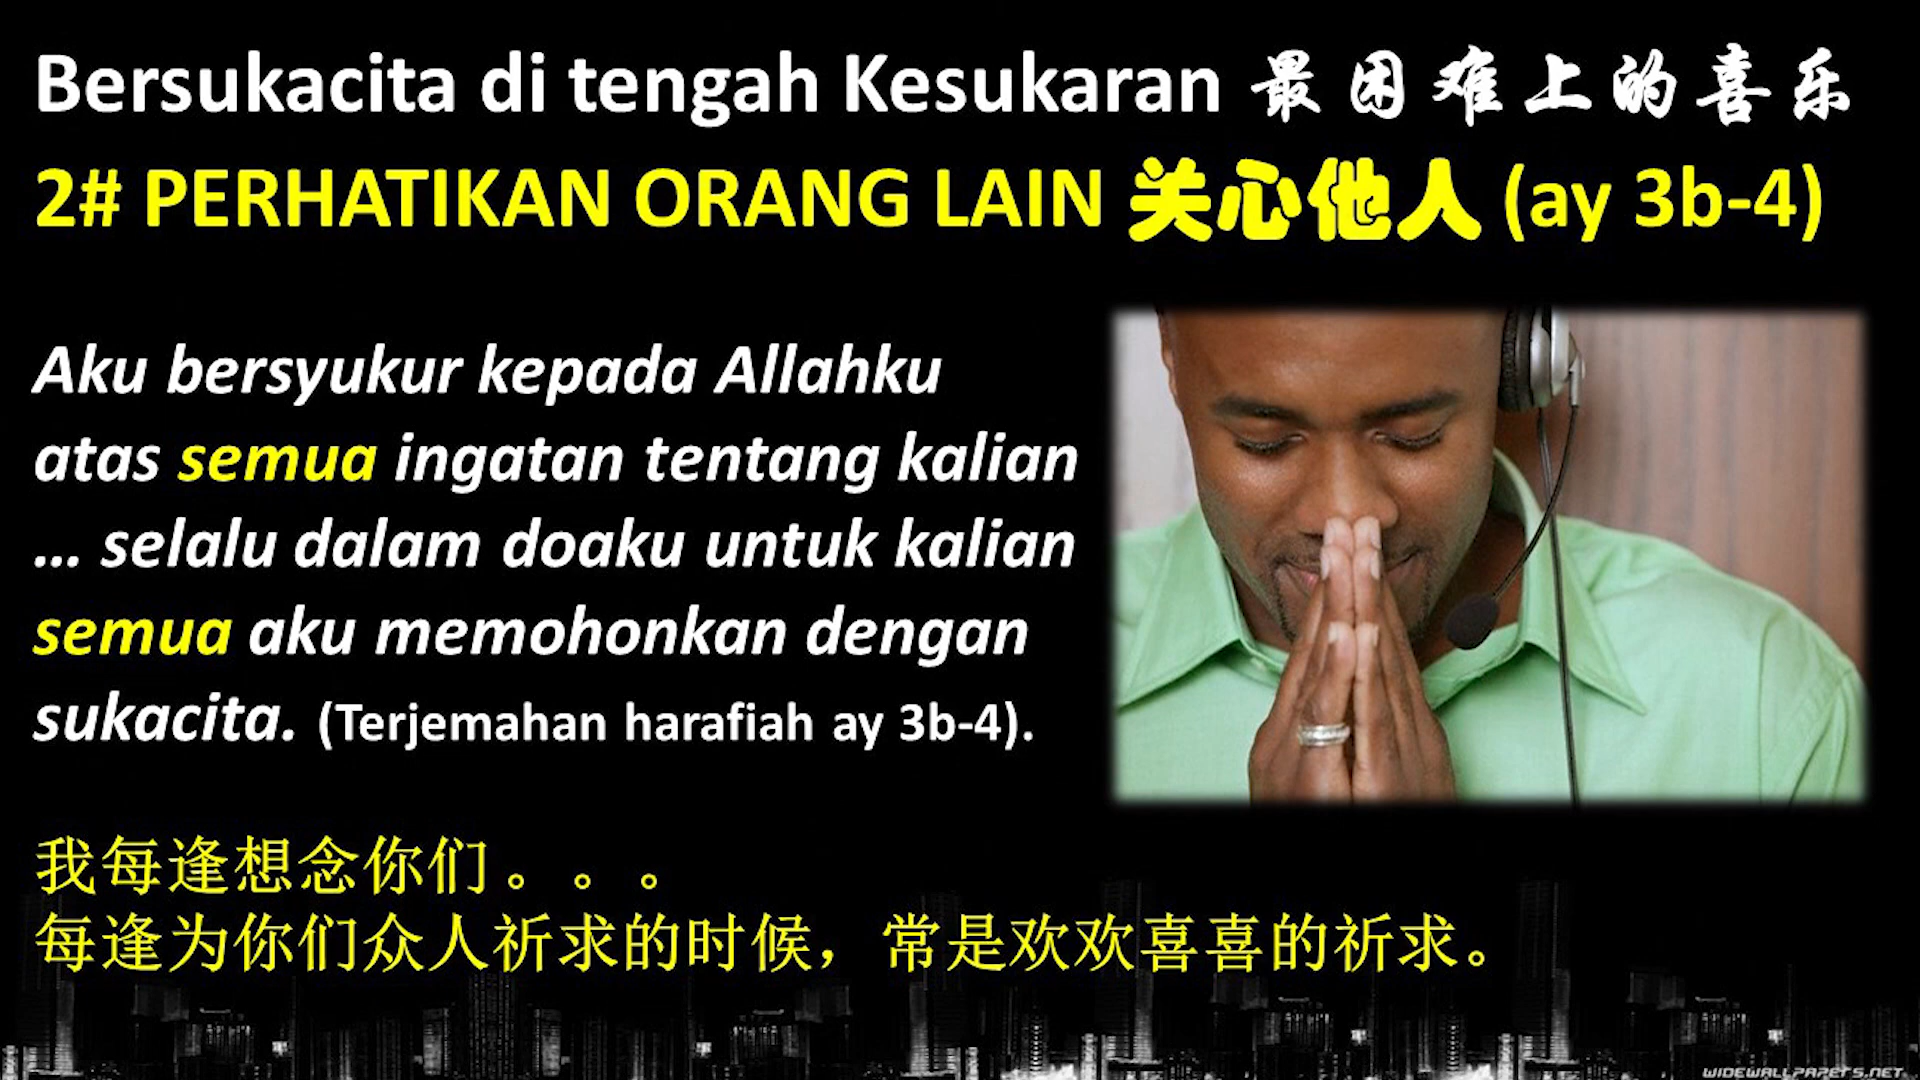 Bersukacita di tengah Kesukaran 最困难上的喜乐
2# PERHATIKAN ORANG LAIN 关心他人 (ay 3b-4)
Aku bersyukur kepada Allahku
atas semua ingatan tentang kalian
... selalu dalam doaku untuk kalian
semua aku memohonkan dengan
sukacita. (Terjemahan harafiah ay 3b-4).
我每逢想念你们。。。
每逢为你们众人祈求的时候，常是欢欢喜喜的祈求。
WIDEWALLPAPERS.NET